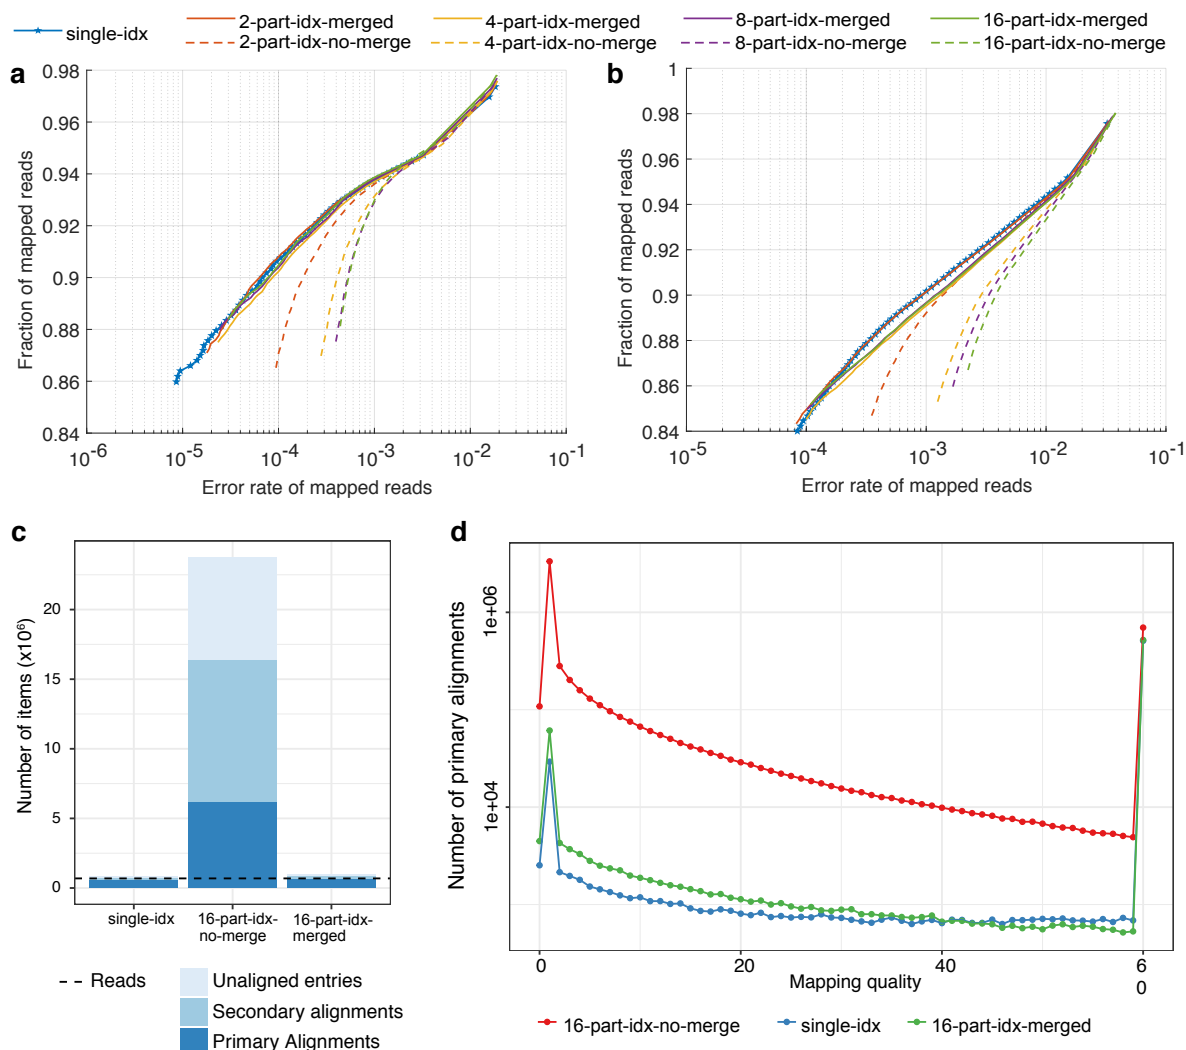 single-idx
2-part-idx-merged
4-part-idx-merged
8-part-idx-merged
16-part-idx-merged
2-part-idx-no-merge
4-part-idx-no-merge
8-part-idx-no-merge
16-part-idx-no-merge
a
0.98
0.96
0.94
0.92
0.9
0.88
0.86
0.84
Fraction of mapped reads
10-6
10-5
10-4
10-3
10-2
10-1
Error rate of mapped reads
b
1
0.98
0.96
0.94
0.92
0.9
0.88
0.86
0.84
Fraction of mapped reads
10-5
10-4
10-3
10-2
10-1
Error rate of mapped reads
c
20
15
10
5
0
Number of items (x10⁶)
single-idx
16-part-idx-
no-merge
16-part-idx-
merged
Reads
Unaligned entries
Secondary alignments
Primary Alignments
d
1e+06
1e+04
Number of primary alignments
0
20
40
6
0
Mapping quality
16-part-idx-no-merge
single-idx
16-part-idx-merged